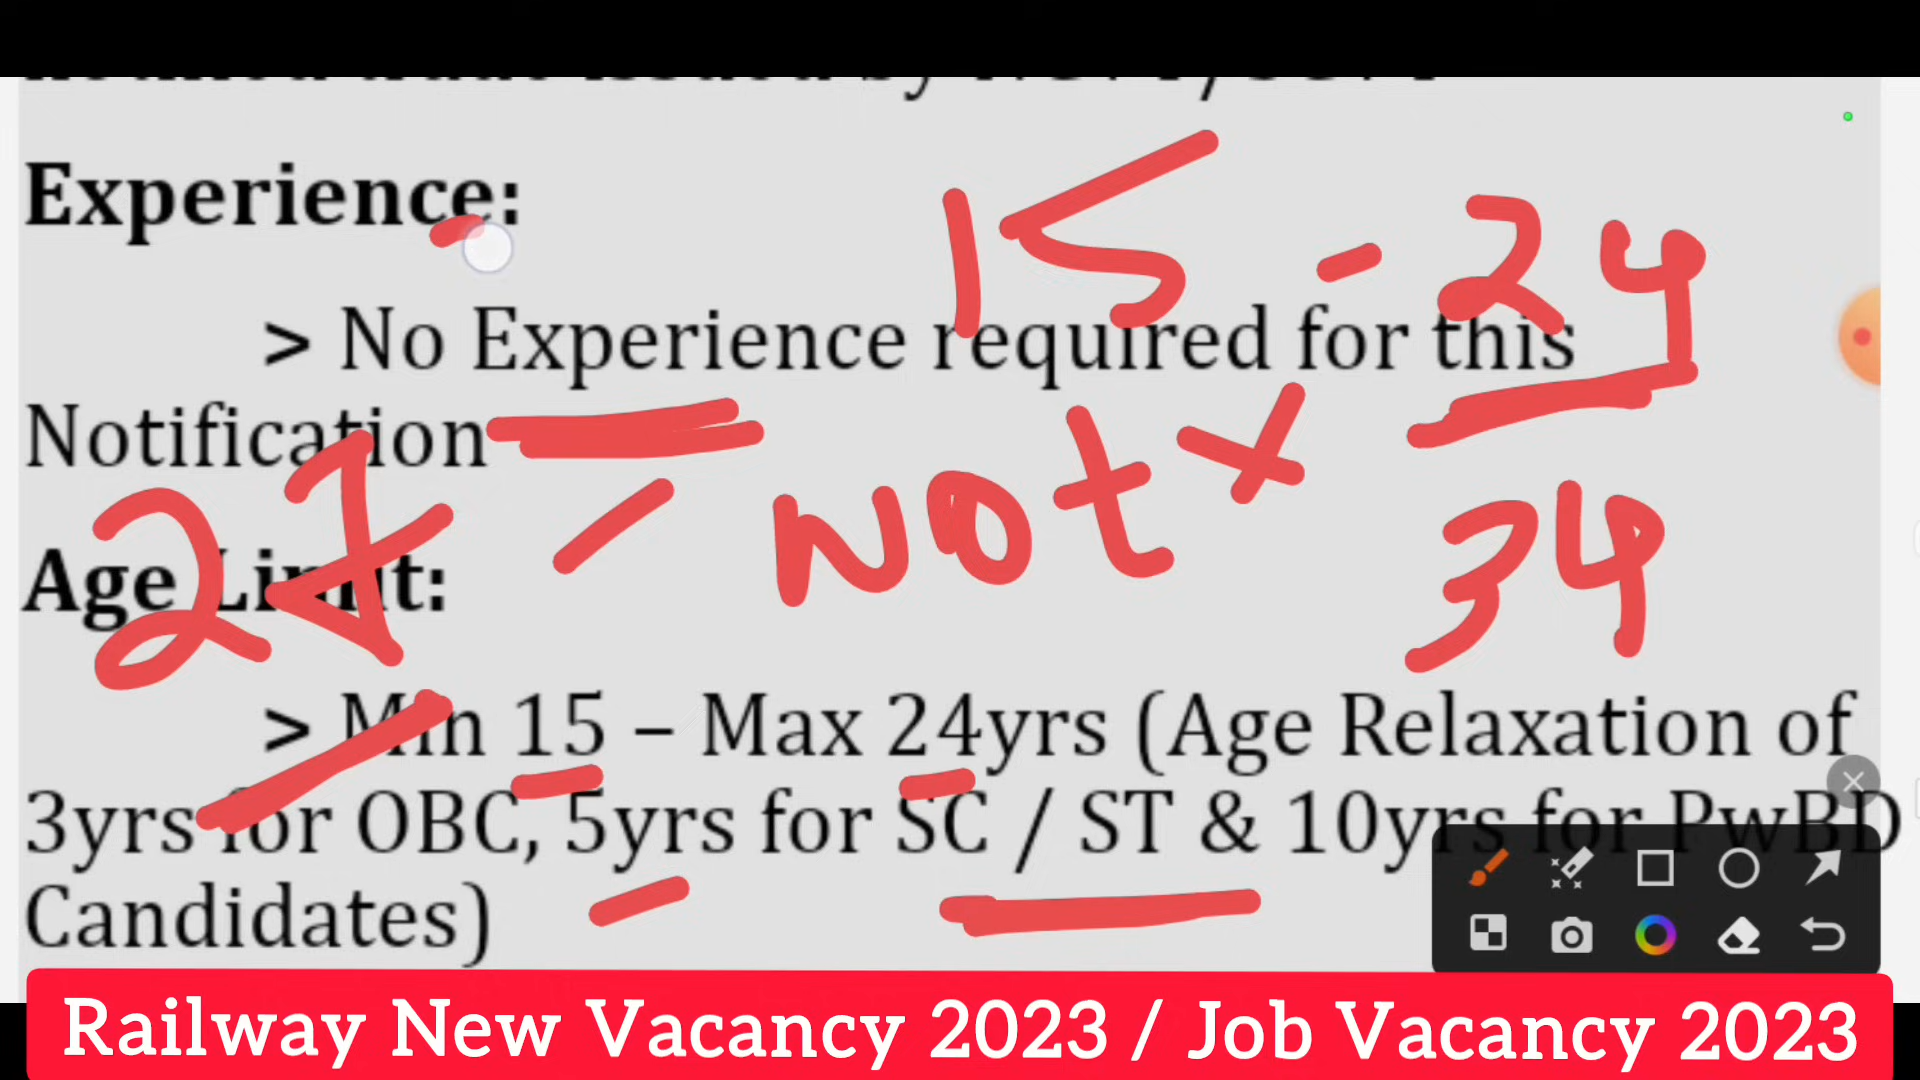 Experience:
15 - 24
> No Experience required for this
Notification
Not x
34
27
Age Limit:
> Min 15 – Max 24yrs (Age Relaxation of
3yrs for OBC, 5yrs for SC / ST & 10yrs for PwBD
Candidates)
Railway New Vacancy 2023 / Job Vacancy 2023